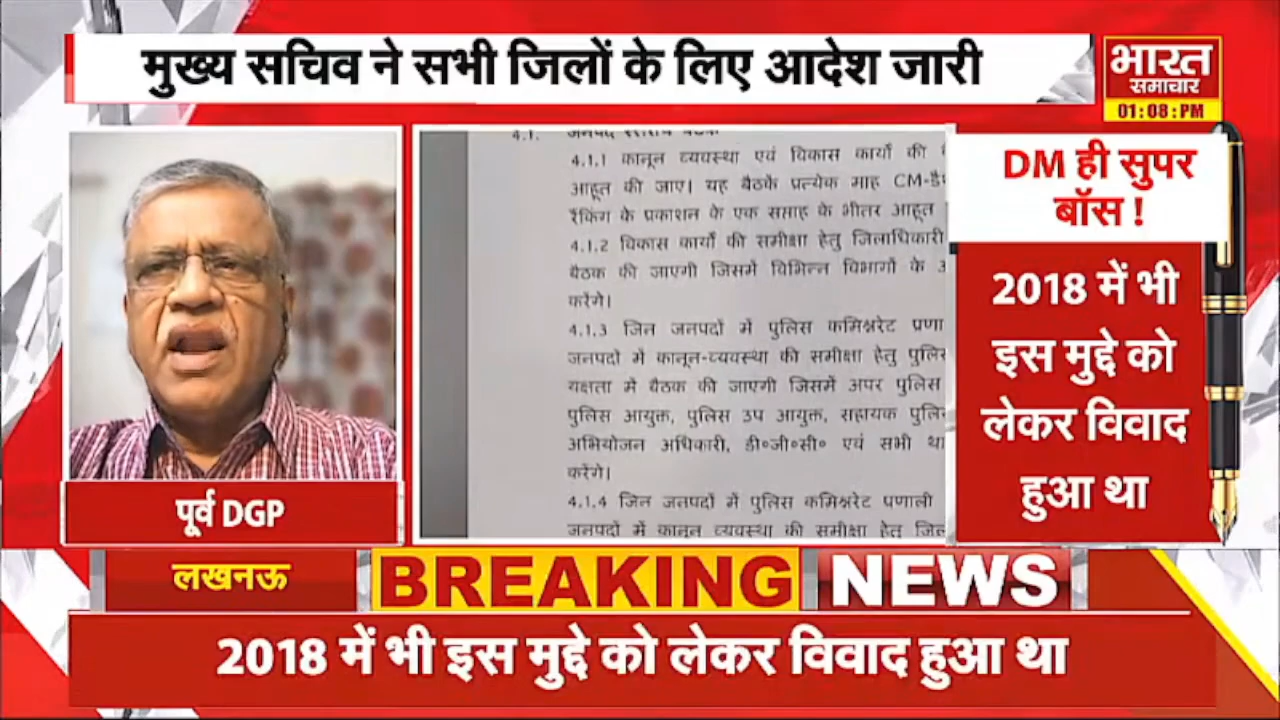 मुख्य सचिव ने सभी जिलों के लिए आदेश जारी
भारत
समाचार
01:08:PM
4.1.
4.1.1 कानून व्यवस्था एवं विकास कार्यों की
आहूत की जाए। यह बैठकें प्रत्येक माह CM-
रैंकिंग के प्रकाशन के एक सप्ताह के भीतर आहूत
4.1.2 विकास कार्यों की समीक्षा हेतु जिलाधिकारी
बैठक की जाएगी जिसमें विभिन्न विभागों के
करेंगे।
4.1.3 जिन जनपदों में पुलिस कमिश्नरेट
जनपदों में कानून-व्यवस्था की समीक्षा हेतु
यक्षता में बैठक की जाएगी जिसमें अपर पुलिस
पुलिस आयुक्त, पुलिस उप आयुक्त, सहायक
अभियोजन अधिकारी, डी०जी०सी० एवं सभी
करेंगे।
4.1.4 जिन जनपदों में पुलिस कमिश्नरेट प्रणाली
जनपदों में कानून व्यवस्था की समीक्षा हेतु
DM ही सुपर
बॉस !
2018 में भी
इस मुद्दे को
लेकर विवाद
हुआ था
पूर्व DGP
लखनऊ
BREAKING NEWS
2018 में भी इस मुद्दे को लेकर विवाद हुआ था